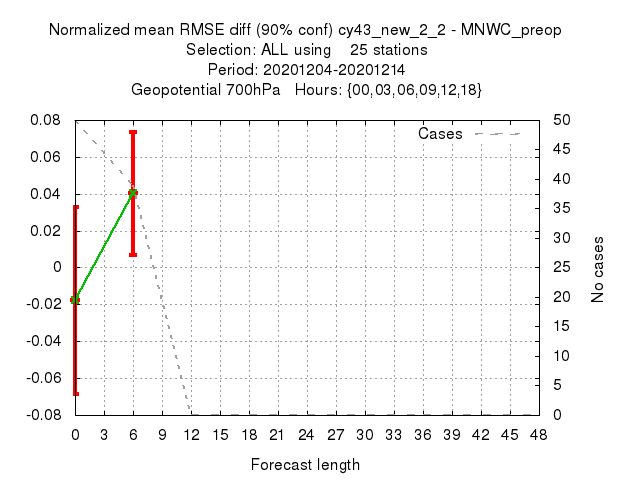 Normalized mean RMSE diff (90% conf) cy43_new_2_2 - MNWC_preop
Selection: ALL using    25 stations
Period: 20201204-20201214
Geopotential 700hPa   Hours: {00,03,06,09,12,18}
0.08
0.06
0.04
0.02
0
-0.02
-0.04
-0.06
-0.08
Cases
50
45
40
35
30
25
20
15
10
5
0
No cases
0 3 6 9 12 15 18 21 24 27 30 33 36 39 42 45 48
Forecast length